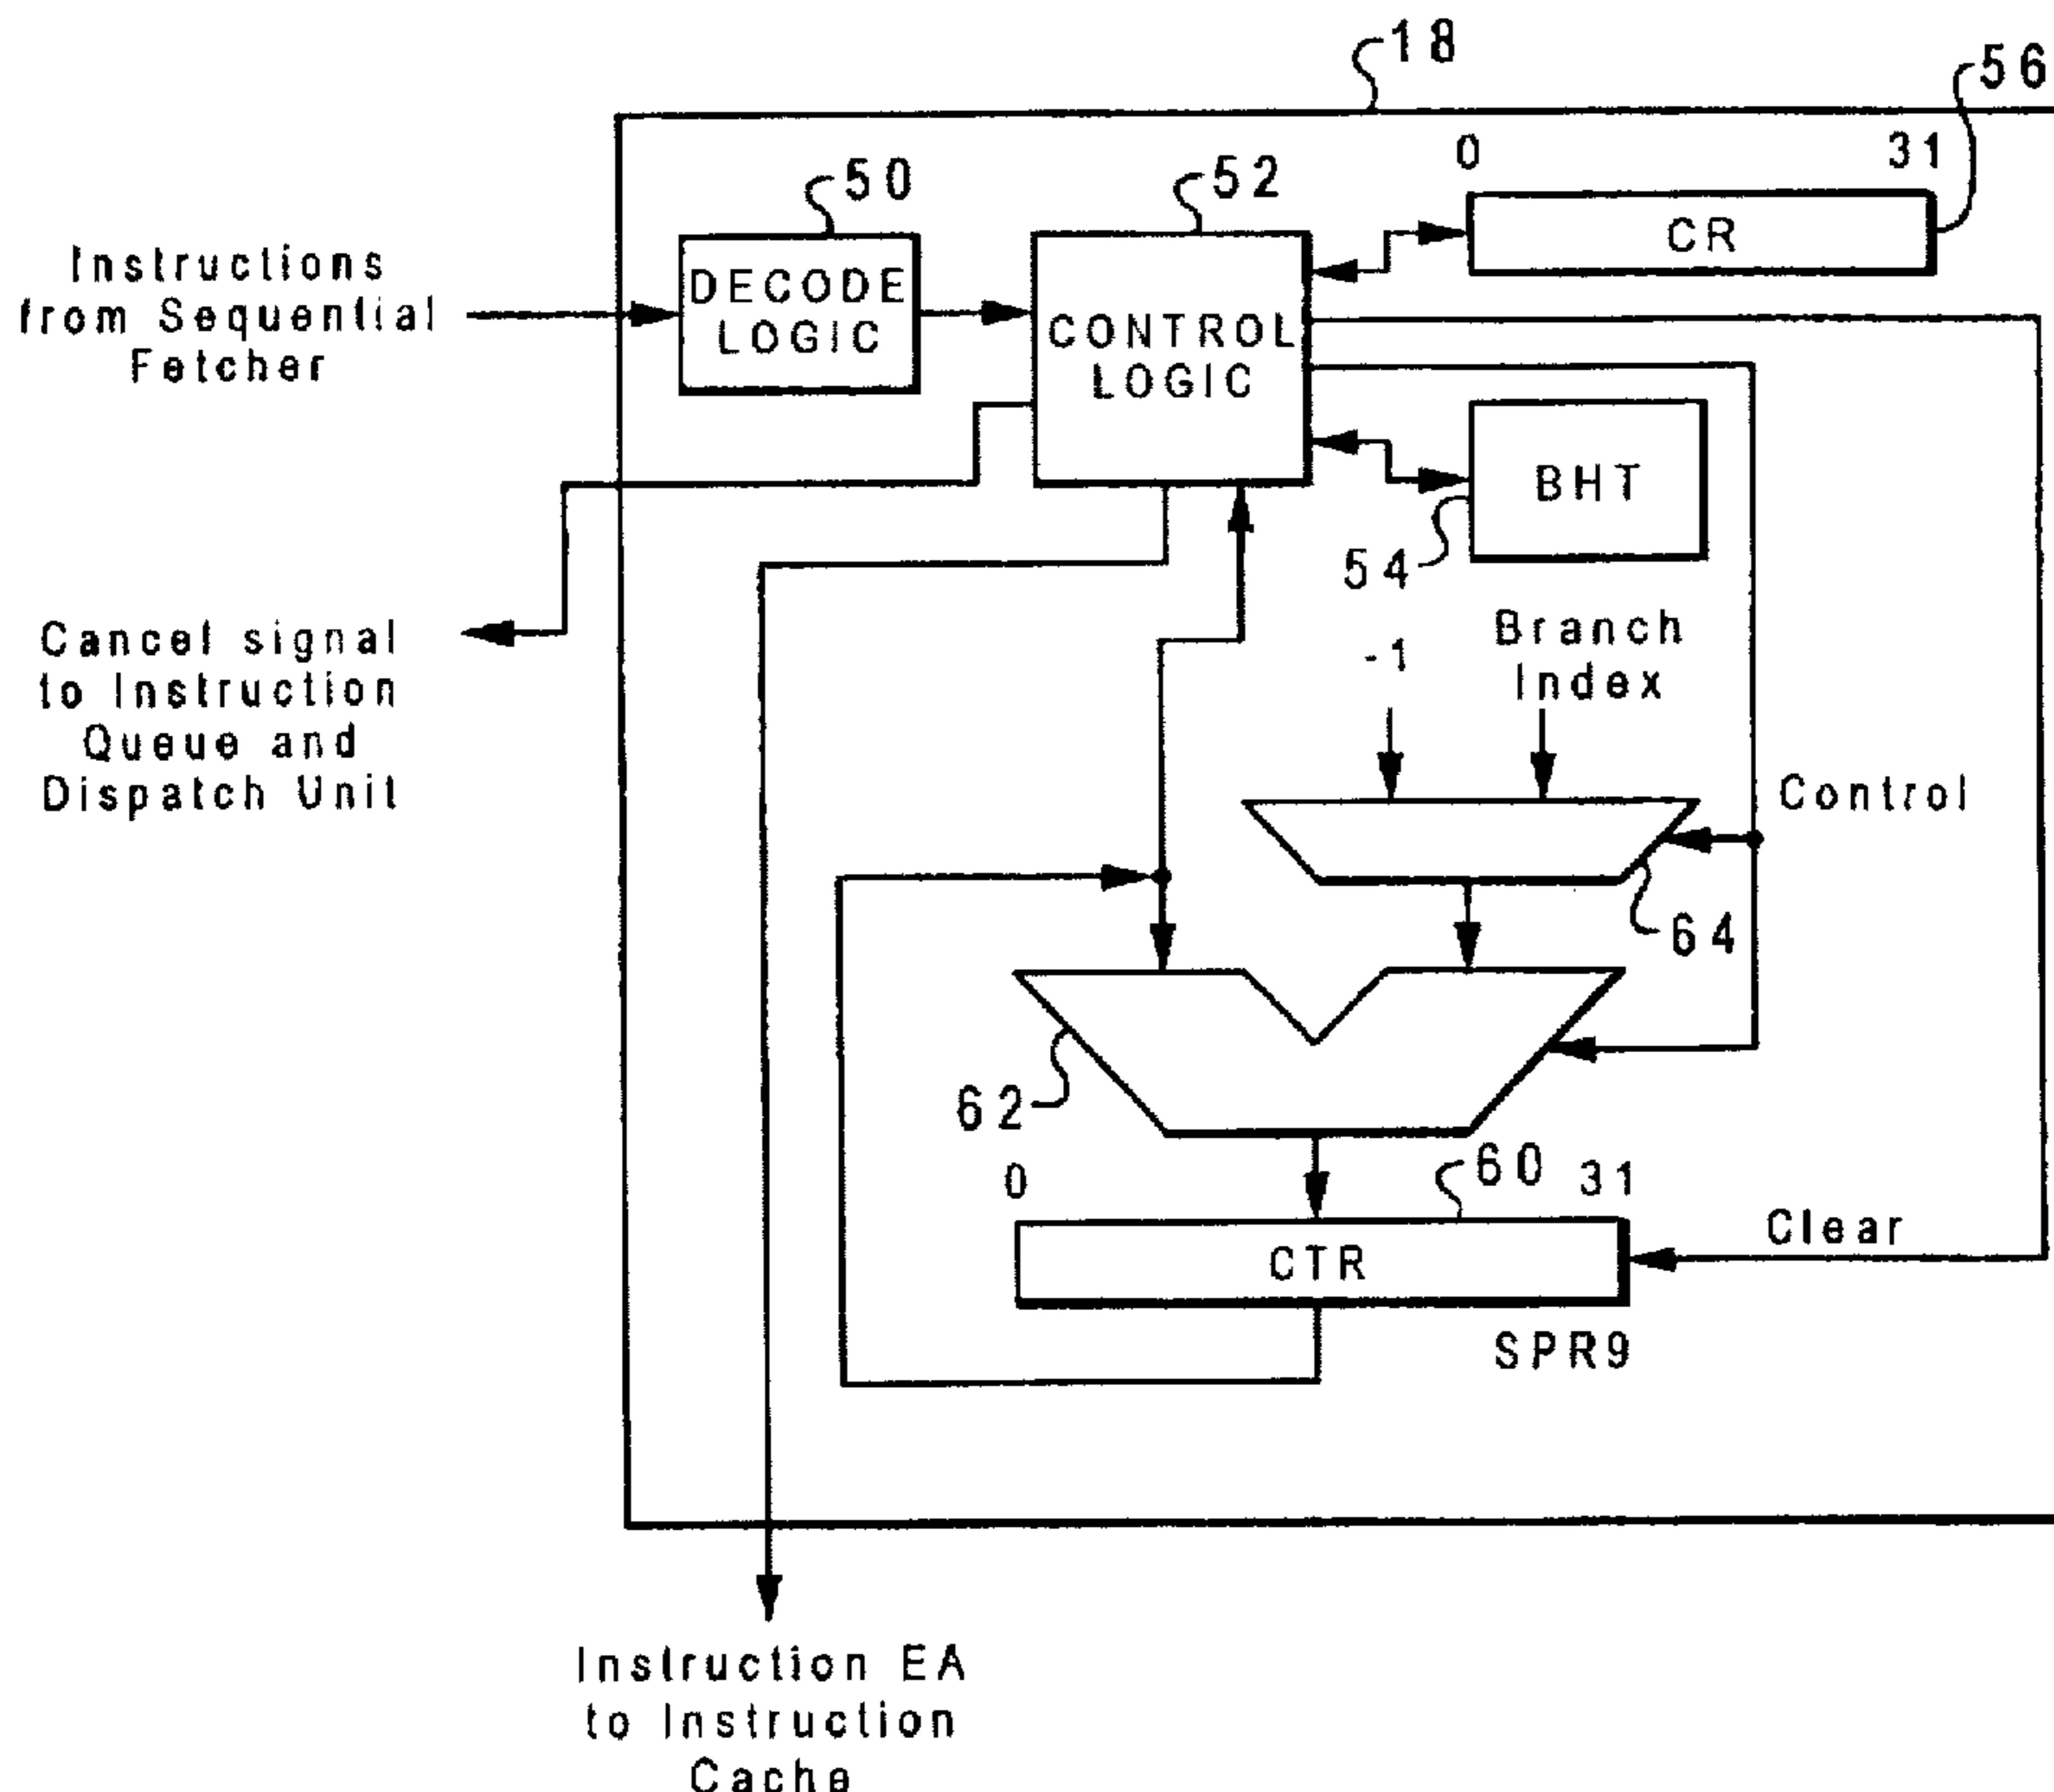 18
56
0 31
50
52
CR
Instructions
from Sequential
Fetcher
DECODE
LOGIC
CONTROL
LOGIC
BHT
54
Cancel signal
to Instruction
Queue and
Dispatch Unit
-1
Branch
Index
Control
64
62
0
60
31
Clear
CTR
SPR9
Instruction EA
to Instruction
Cache